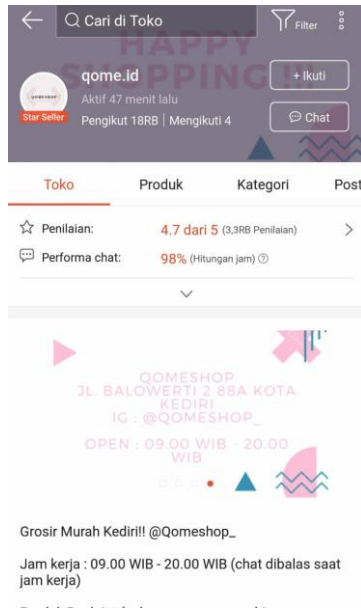 Cari di Toko
Filter
HAPPY
SHOPPING !!!
qome.id
+ Ikuti
Aktif 47 menit lalu
Star Seller
Pengikut 18RB | Mengikuti 4
Chat
Toko Produk Kategori Post
Penilaian: 4.7 dari 5 (3,3RB Penilaian)
Performa chat: 98% (Hitungan jam)
QOMESHOP
JL. BALOWERTI 2 88A KOTA
KEDIRI
IG : @QOMESHOP_
OPEN : 09.00 WIB - 20.00
WIB
Grosir Murah Kediri!! @Qomeshop_
Jam kerja : 09.00 WIB - 20.00 WIB (chat dibalas saat
jam kerja)